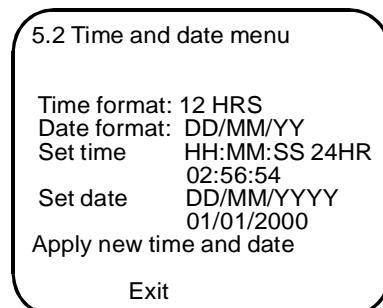 5.2 Time and date menu
Time format: 12 HRS
Date format: DD/MM/YY
Set time HH:MM:SS 24HR
02:56:54
Set date DD/MM/YYYY
01/01/2000
Apply new time and date
Exit